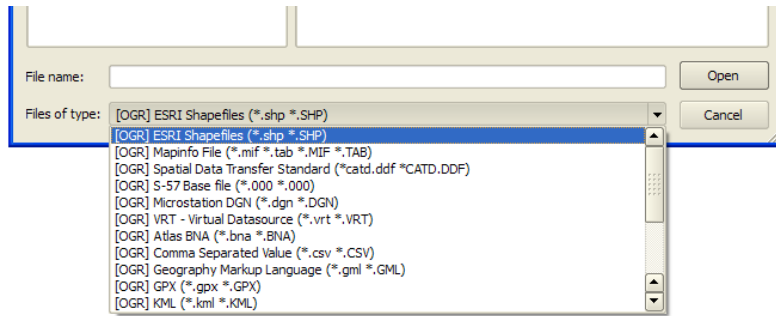 File name:
Open
Files of type:
[OGR] ESRI Shapefiles (*.shp *.SHP)
Cancel
[OGR] ESRI Shapefiles (*.shp *.SHP)
[OGR] Mapinfo File (*.mif *.tab *.MIF *.TAB)
[OGR] Spatial Data Transfer Standard (*catd.ddf *CATD.DDF)
[OGR] S-57 Base file (*.000 *.000)
[OGR] Microstation DGN (*.dgn *.DGN)
[OGR] VRT - Virtual Datasource (*.vrt *.VRT)
[OGR] Atlas BNA (*.bna *.BNA)
[OGR] Comma Separated Value (*.csv *.CSV)
[OGR] Geography Markup Language (*.gml *.GML)
[OGR] GPX (*.gpx *.GPX)
[OGR] KML (*.kml *.KML)